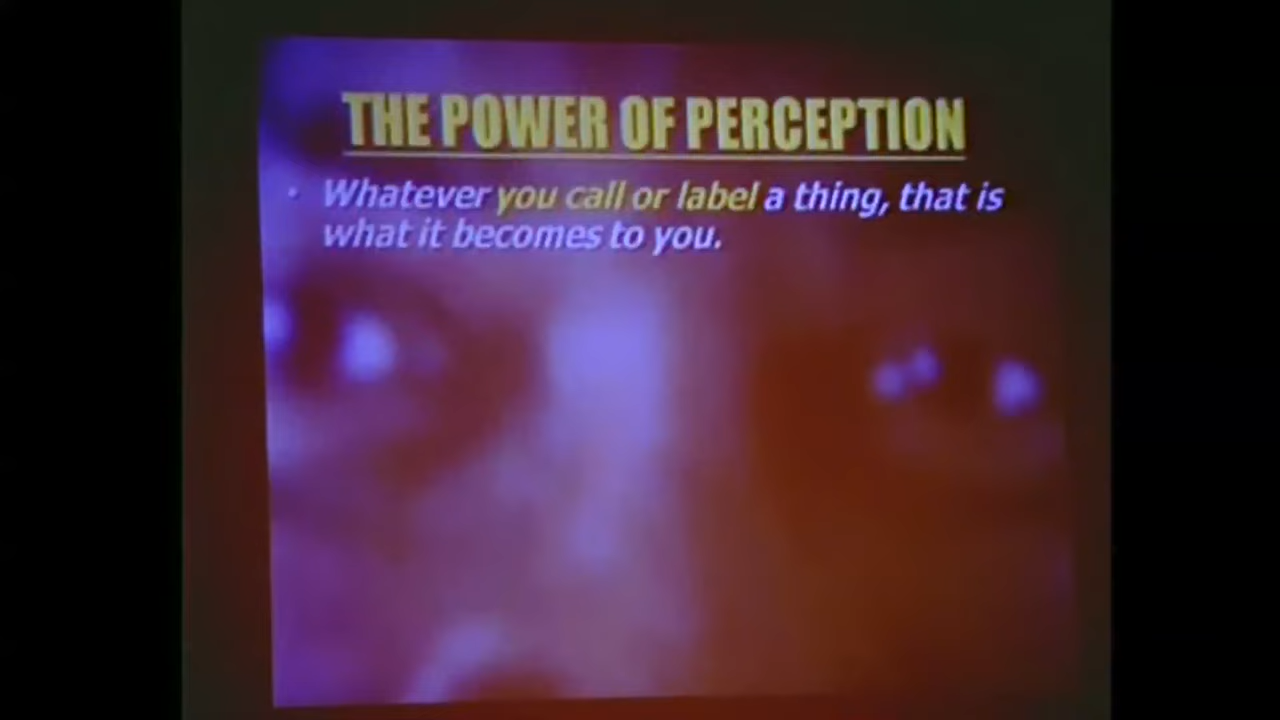 THE POWER OF PERCEPTION
• Whatever you call or label a thing, that is
what it becomes to you.